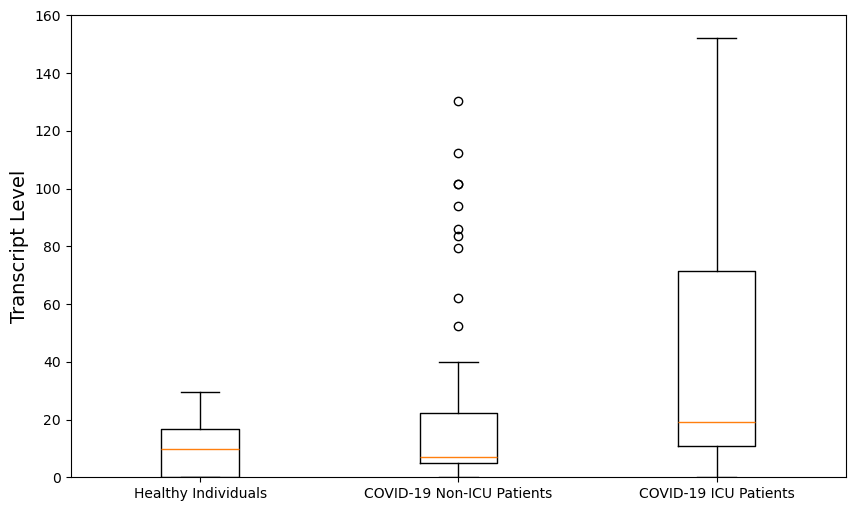 Transcript Level
160
140
120
100
80
60
40
20
0
Healthy Individuals
COVID-19 Non-ICU Patients
COVID-19 ICU Patients